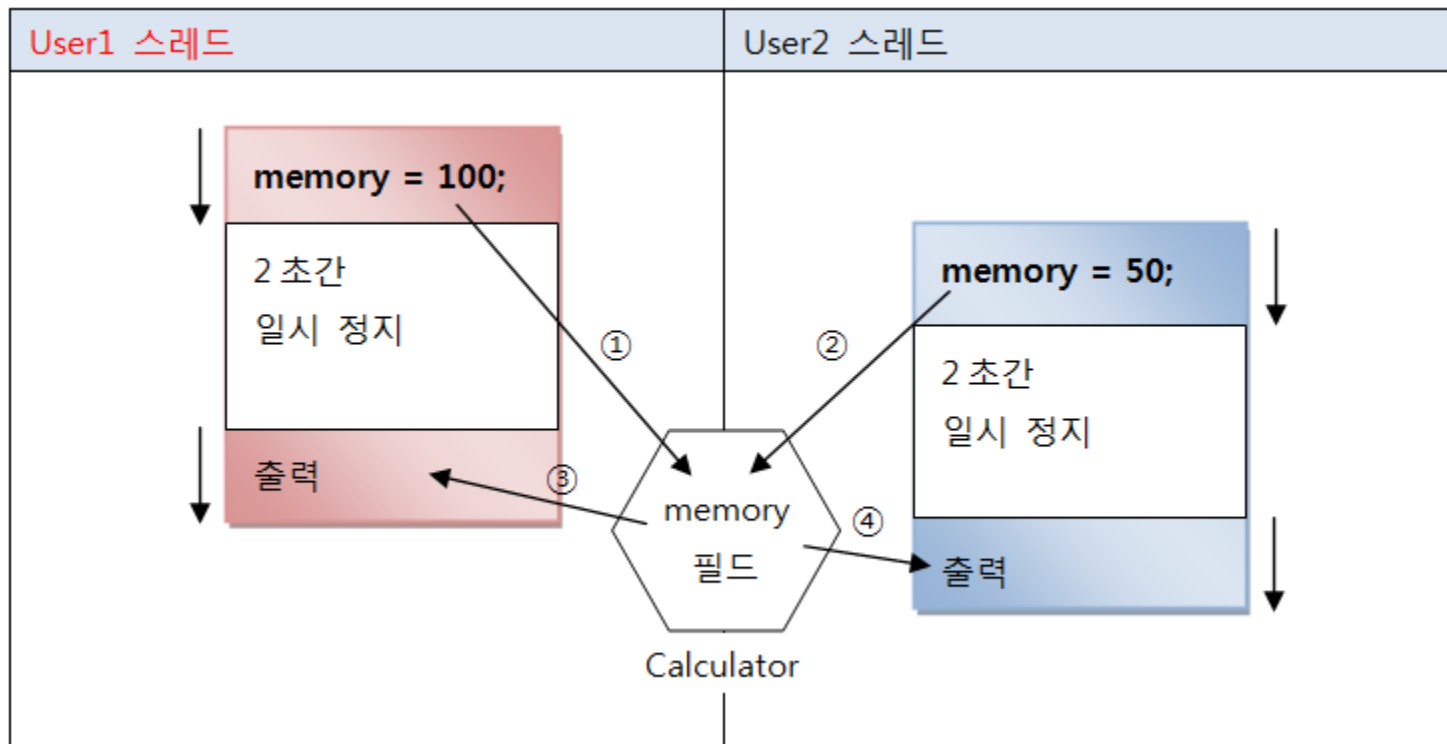 User1 스레드
User2 스레드
memory = 100;
2초간
일시 정지
출력
memory = 50;
2초간
일시 정지
출력
①
②
③
④
memory
필드
Calculator